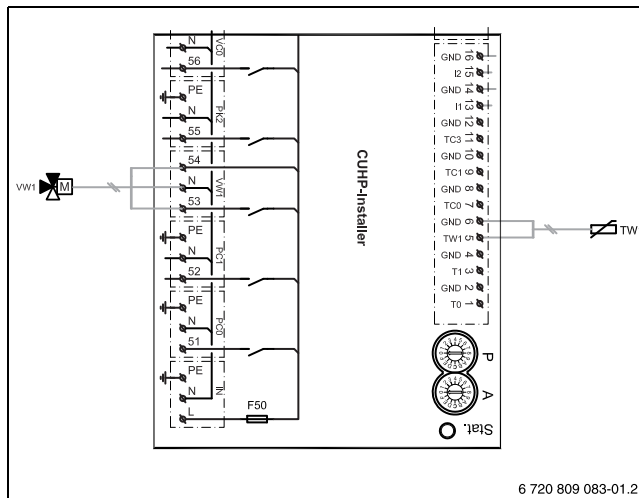 N
VC0
56
PE
N
PK2
55
54
N
VW1
53
PE
N
PC1
52
PE
N
PC0
51
PE
N
IN
L
F50
VW1
M
CUHP-Installer
GND 16
I2 15
GND 14
I1 13
GND 12
TC3 11
GND 10
TC1 9
GND 8
TC0 7
GND 6
TW1 5
GND 4
T1 3
GND 2
T0 1
TW
P
A
Stat.
6 720 809 083-01.2I